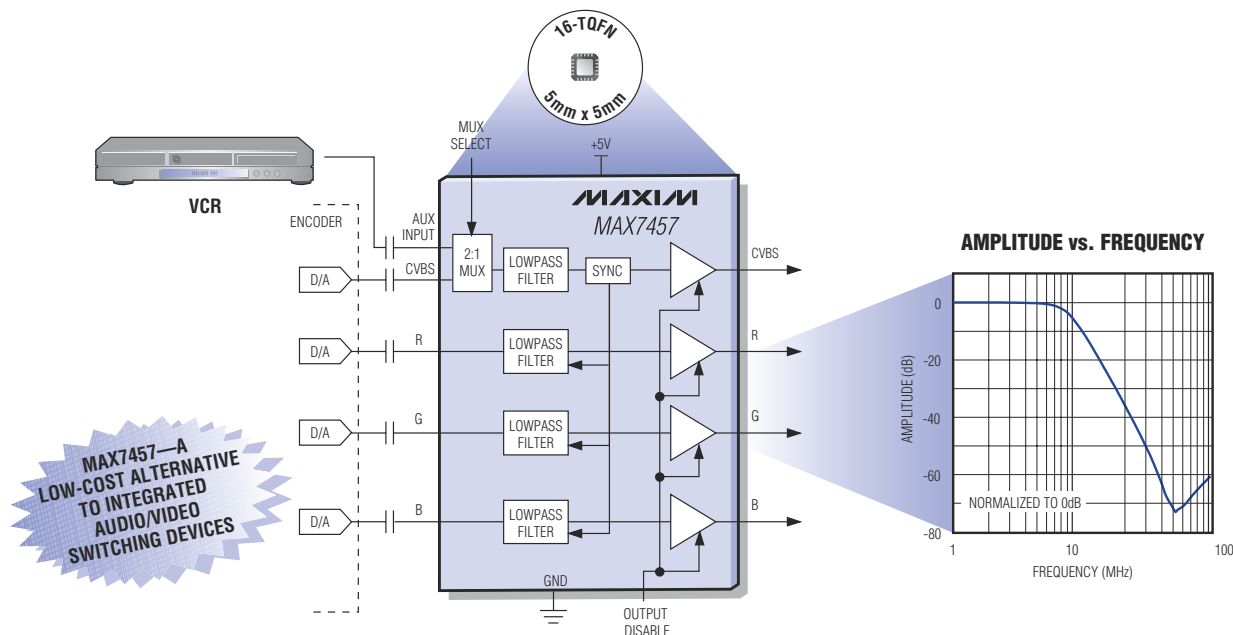 16-TQFN
5mm x 5mm
MUX
SELECT
+5V
00:00 00
VCR
ENCODER
AUX
INPUT
CVBS
D/A
2:1
MUX
MAXIM
MAX7457
LOWPASS
FILTER
SYNC
CVBS
D/A
R
LOWPASS
FILTER
R
D/A
G
LOWPASS
FILTER
G
D/A
B
LOWPASS
FILTER
B
GND
OUTPUT
DISABLE
MAX7457—A
LOW-COST ALTERNATIVE
TO INTEGRATED
AUDIO/VIDEO
SWITCHING DEVICES
AMPLITUDE vs. FREQUENCY
AMPLITUDE (dB)
0
-20
-40
-60
-80
NORMALIZED TO 0dB
1
10
100
FREQUENCY (MHz)